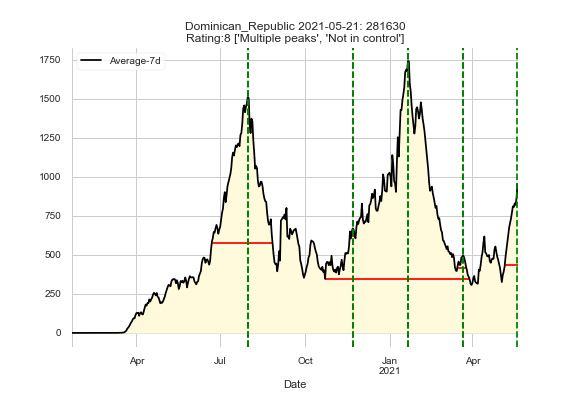 Dominican_Republic 2021-05-21: 281630
Rating:8 ['Multiple peaks', 'Not in control']
Average-7d
1750
1500
1250
1000
750
500
250
0
Apr Jul Oct Jan Apr
2021
Date